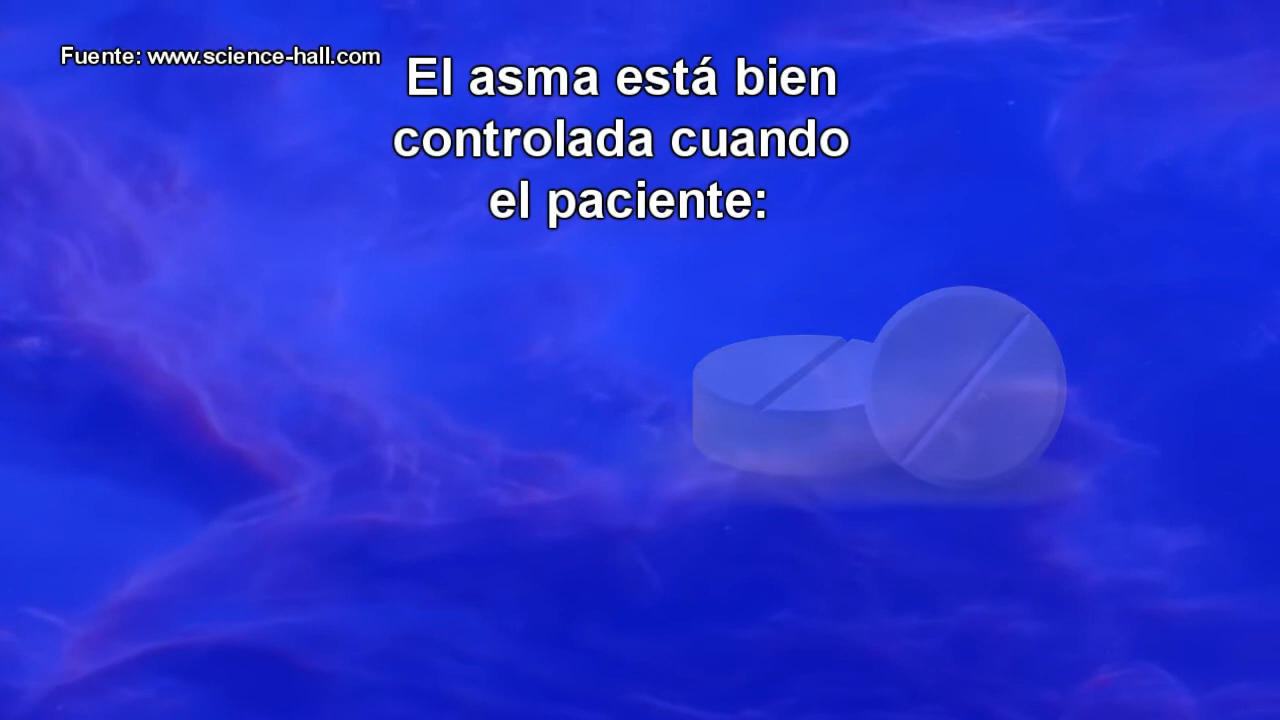 Fuente: www.science-hall.com
El asma está bien
controlada cuando
el paciente: